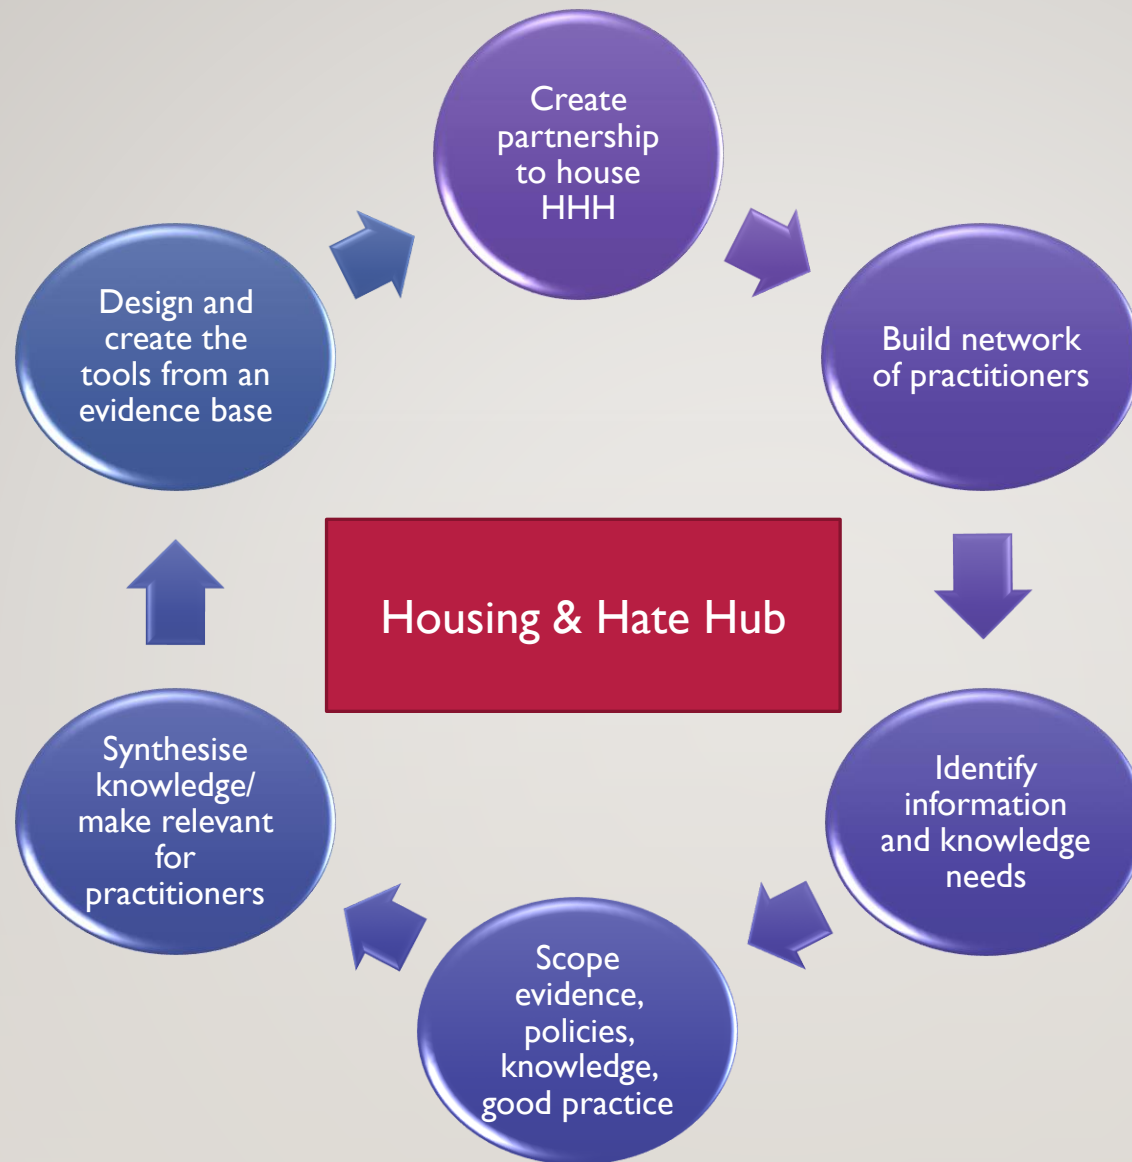 Create
partnership
to house
HHH
Build network
of practitioners
Identify
information
and knowledge
needs
Scope
evidence,
policies,
knowledge,
good practice
Synthesise
knowledge/
make relevant
for
practitioners
Design and
create the
tools from an
evidence base
Housing & Hate Hub